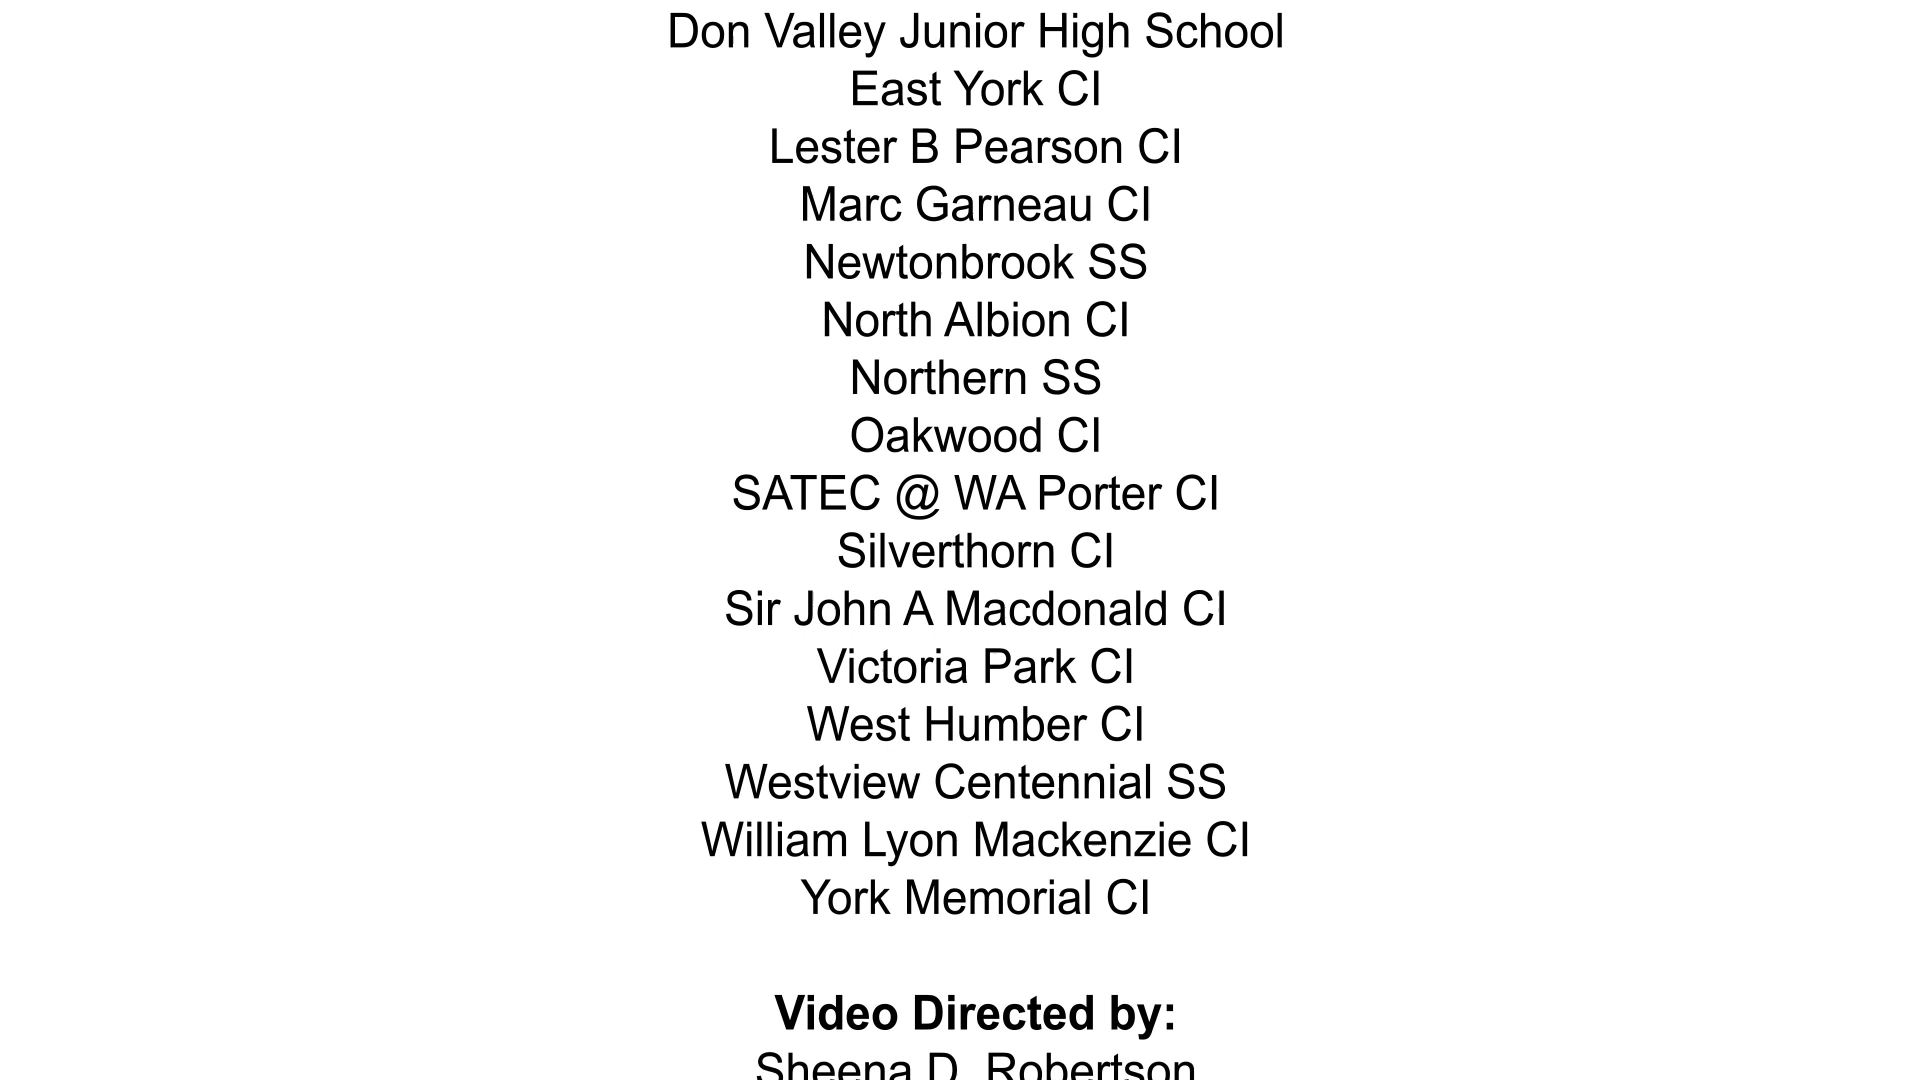 Don Valley Junior High School
East York CI
Lester B Pearson CI
Marc Garneau CI
Newtonbrook SS
North Albion CI
Northern SS
Oakwood CI
SATEC @ WA Porter CI
Silverthorn CI
Sir John A Macdonald CI
Victoria Park CI
West Humber CI
Westview Centennial SS
William Lyon Mackenzie CI
York Memorial CI
Video Directed by:
Sheena D. Robertson